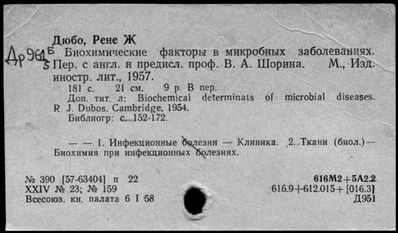 Дюбо, Рене Ж
Биохимические факторы в микробных заболеваниях.
Пер. с англ. и предисл. проф. В. А. Шорина. М., Изд.
иностр. лит., 1957.
181 с. 21 см. 9 р. В пер.
Доп. тит. л: Biochemical determinats of microbial diseases.
R. J. Dubos. Cambridge, 1954.
Библиогр: с. 152-172.
— — 1. Инфекционные болезни — Клиника. 2. Ткани (биол.)—
Биохимия при инфекционных болезнях.
№ 390 [57-63404] п 22 616М2+5А2.2
XXIV № 23; № 159 616.9+612.015+[016.3]
Всесоюз. кн. палата 6 I 58 Д951